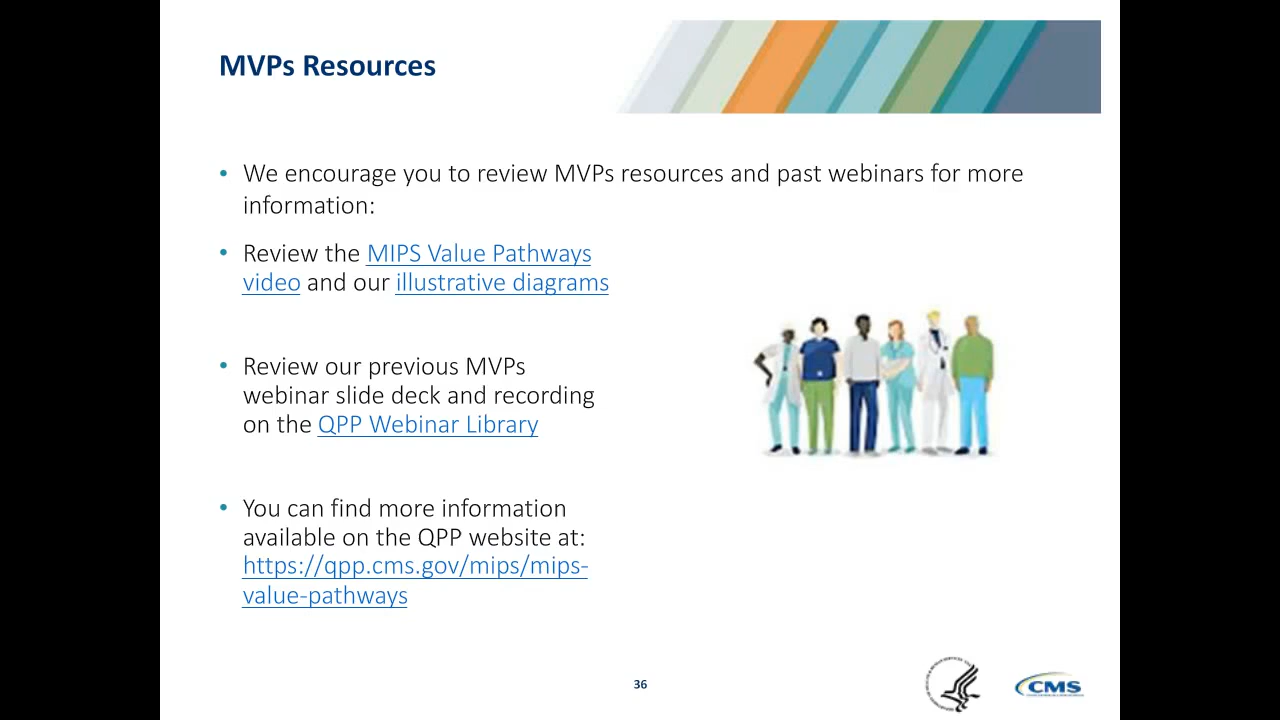 MVPs Resources
• We encourage you to review MVPs resources and past webinars for more
information:
• Review the MIPS Value Pathways
video and our illustrative diagrams
• Review our previous MVPs
webinar slide deck and recording
on the QPP Webinar Library
• You can find more information
available on the QPP website at:
https://qpp.cms.gov/mips/mips-
value-pathways
36
CMS